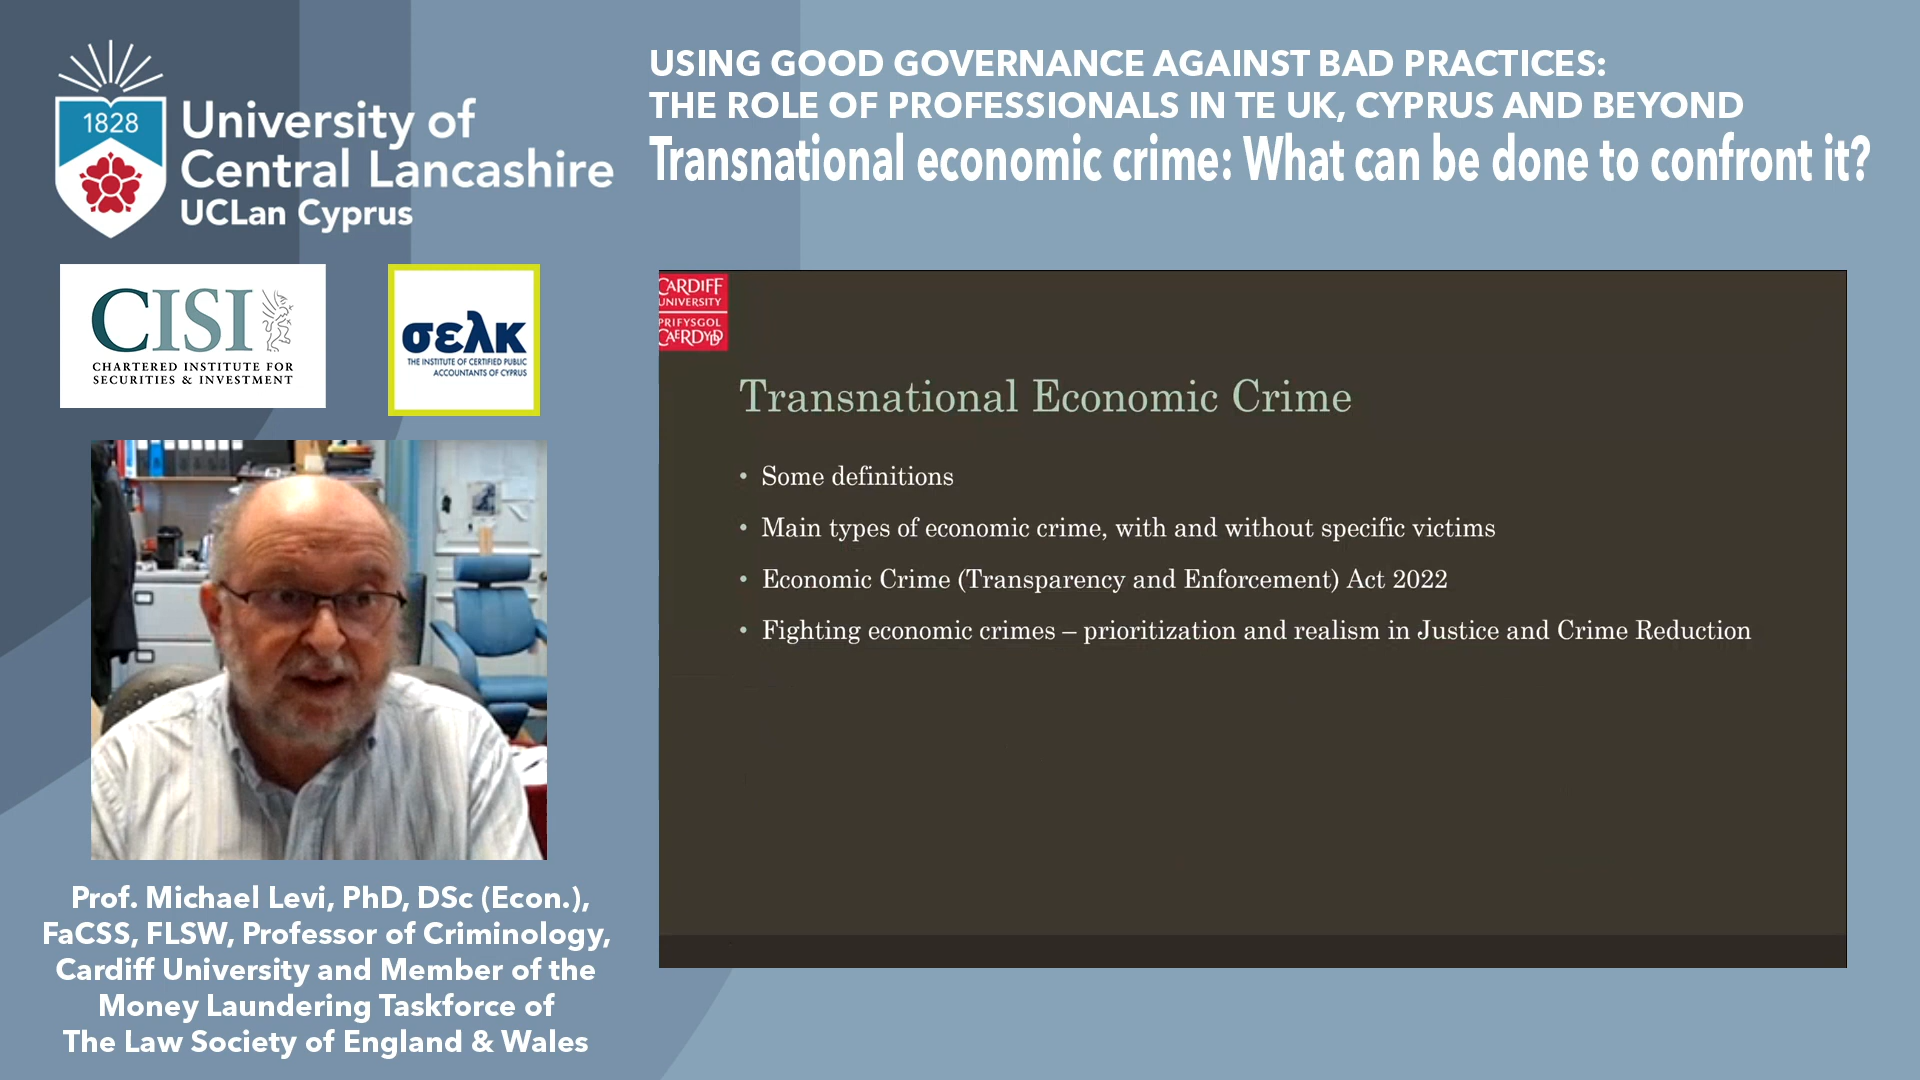 1828
University of
Central Lancashire
UCLan Cyprus
USING GOOD GOVERNANCE AGAINST BAD PRACTICES:
THE ROLE OF PROFESSIONALS IN TE UK, CYPRUS AND BEYOND
Transnational economic crime: What can be done to confront it?
CISI
CHARTERED INSTITUTE FOR
SECURITIES & INVESTMENT
σελκ
THE INSTITUTE OF CERTIFIED PUBLIC
ACCOUNTANTS OF CYPRUS
CARDIFF
UNIVERSITY
PRIFYSGOL
CAERDYDD
Transnational Economic Crime
• Some definitions
• Main types of economic crime, with and without specific victims
• Economic Crime (Transparency and Enforcement) Act 2022
• Fighting economic crimes – prioritization and realism in Justice and Crime Reduction
Prof. Michael Levi, PhD, DSc (Econ.),
FaCSS, FLSW, Professor of Criminology,
Cardiff University and Member of the
Money Laundering Taskforce of
The Law Society of England & Wales